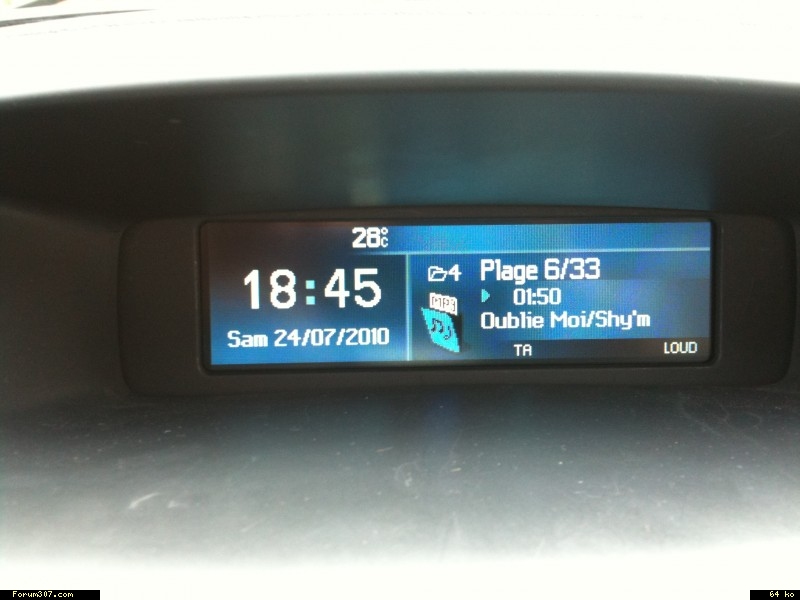 28°C
18:45
Sam 24/07/2010
4 Plage 6/33
MP3
01:50
Oublie Moi/Shy'm
TA LOUD
Forum307.com 64 ko